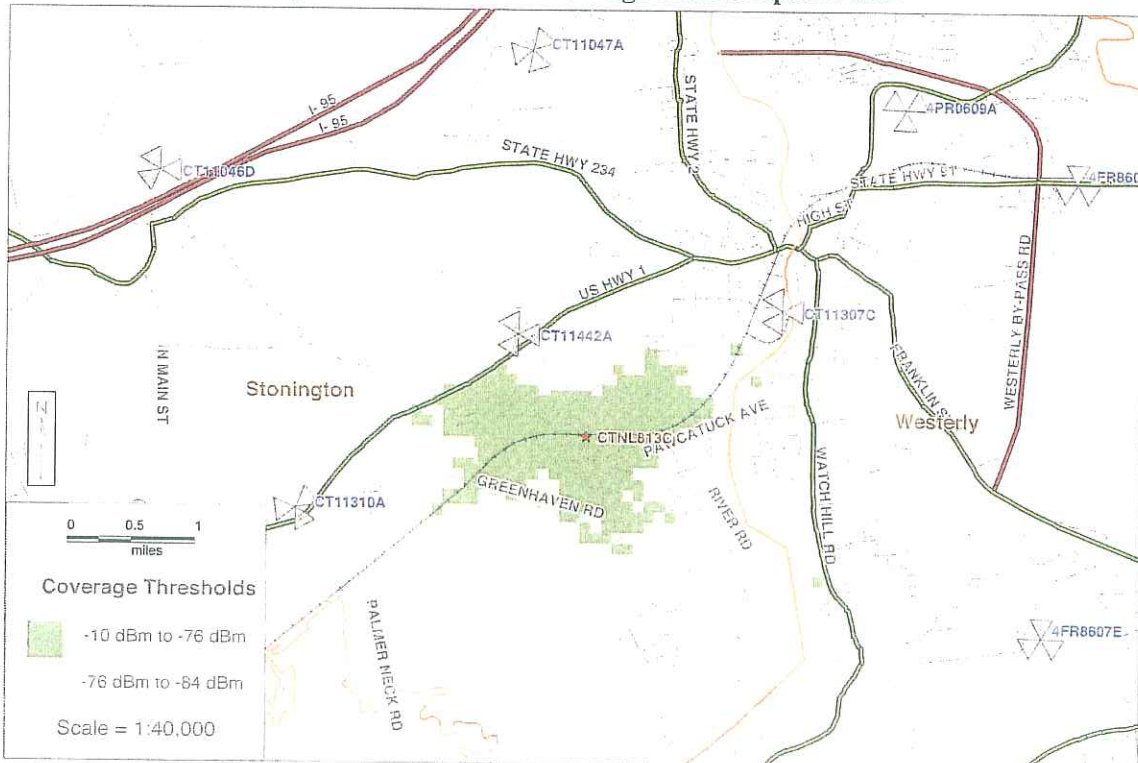 CT11047A
I-95
I-95
STATE HWY 2
4PR0609A
CT11046D
STATE HWY 234
STATE HWY 91
4FR860
HIGH ST
US HWY 1
CT11307C
CT11442A
WESTERLY BY-PASS RD
N MAIN ST
Stonington
FRANKLIN S
Westerly
N
CTNL813C
PAWCATUCK AVE
WATCH HILL RD
GREENHAVEN RD
RIVER RD
CT11310A
0 0.5 1
miles
Coverage Thresholds
-10 dBm to -76 dBm
-76 dBm to -84 dBm
Scale = 1:40,000
PALMER NECK RD
4FR8607E